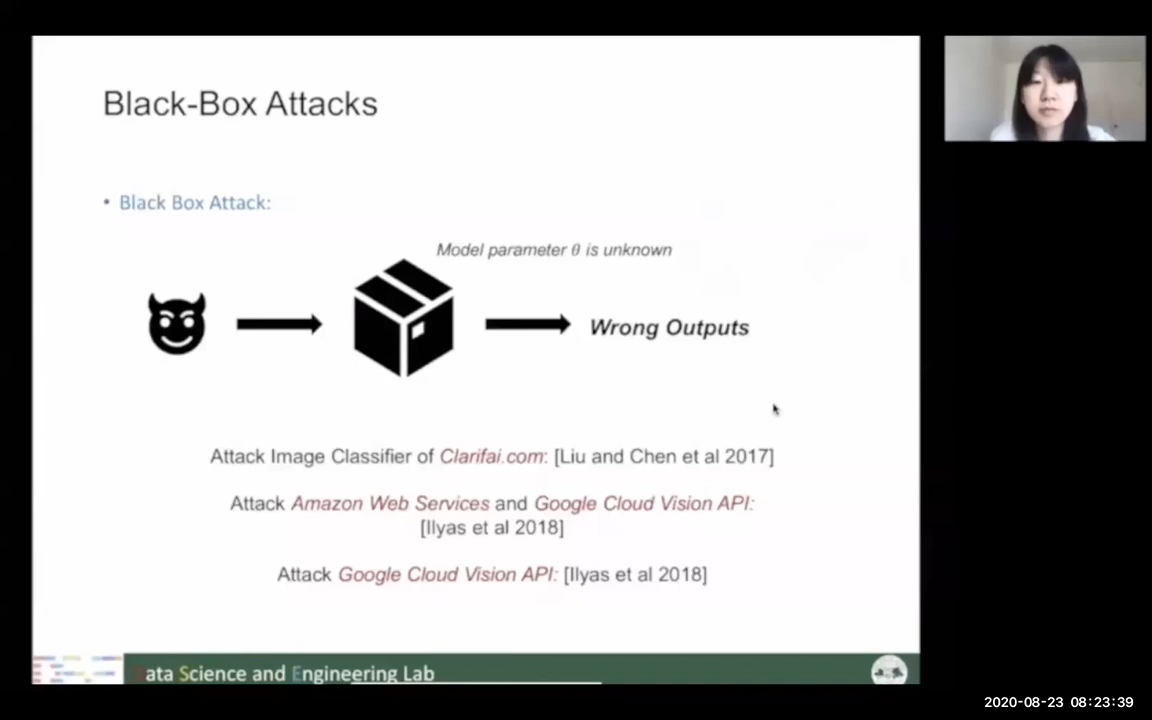 Black-Box Attacks
• Black Box Attack:
Model parameter θ is unknown
Wrong Outputs
Attack Image Classifier of Clarifai.com: [Liu and Chen et al 2017]
Attack Amazon Web Services and Google Cloud Vision API:
[Ilyas et al 2018]
Attack Google Cloud Vision API: [Ilyas et al 2018]
Data Science and Engineering Lab
2020-08-23 08:23:39